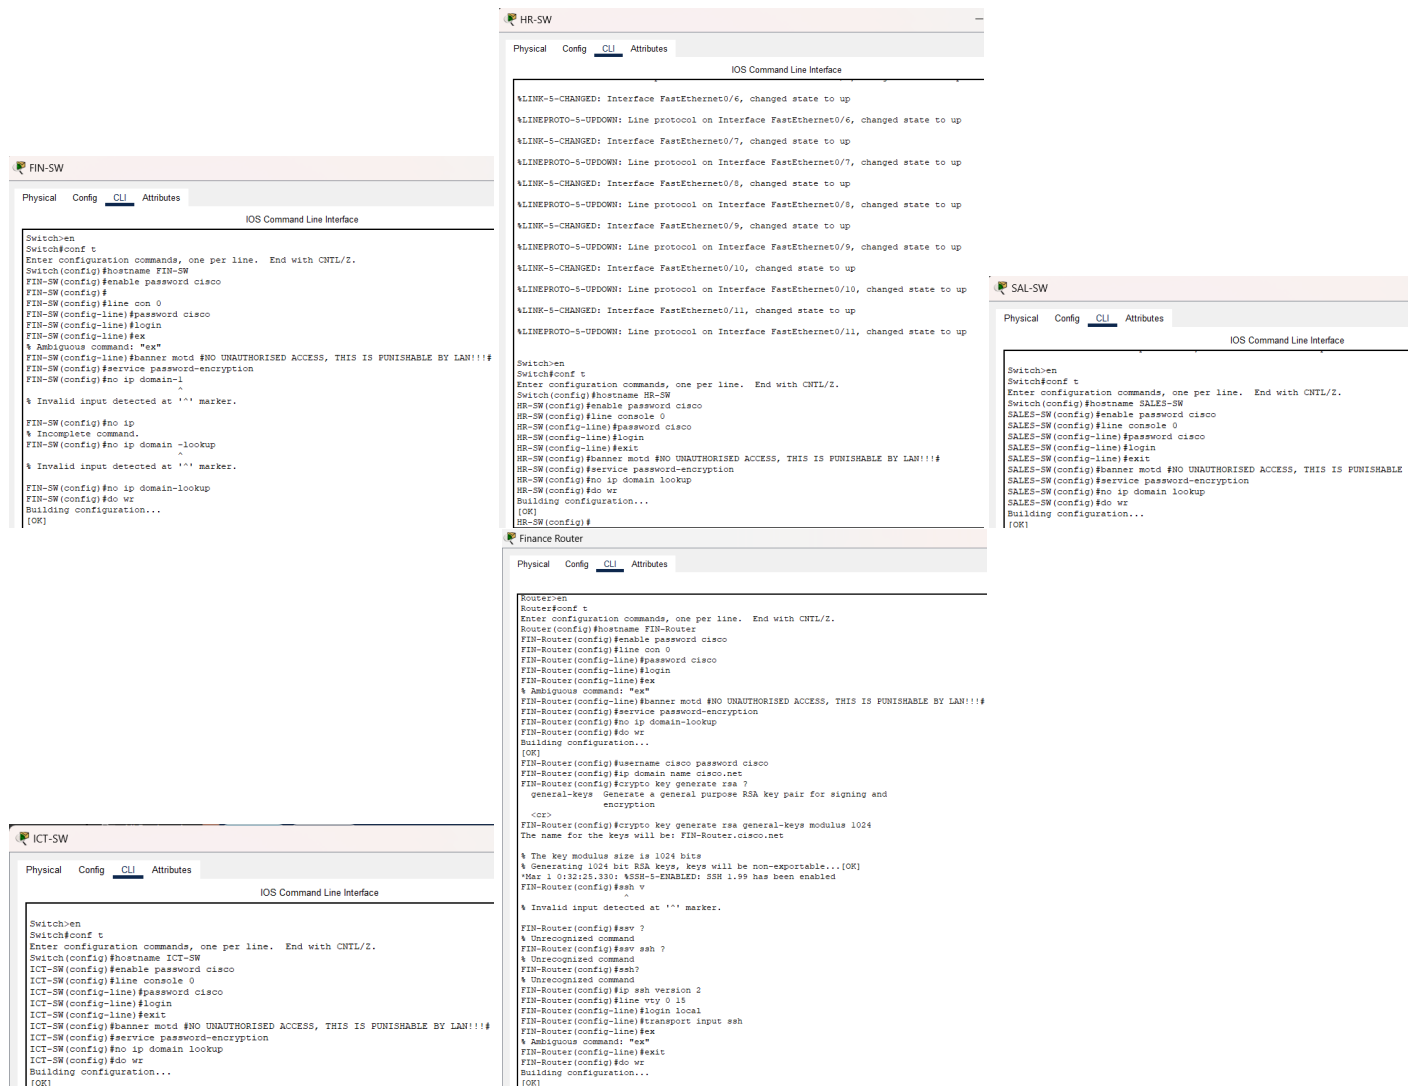 HR-SW
Physical Config CLI Attributes
IOS Command Line Interface
%LINK-5-CHANGED: Interface FastEthernet0/6, changed state to up
%LINEPROTO-5-UPDOWN: Line protocol on Interface FastEthernet0/6, changed state to up
%LINK-5-CHANGED: Interface FastEthernet0/7, changed state to up
%LINEPROTO-5-UPDOWN: Line protocol on Interface FastEthernet0/7, changed state to up
%LINK-5-CHANGED: Interface FastEthernet0/8, changed state to up
%LINEPROTO-5-UPDOWN: Line protocol on Interface FastEthernet0/8, changed state to up
%LINK-5-CHANGED: Interface FastEthernet0/9, changed state to up
%LINEPROTO-5-UPDOWN: Line protocol on Interface FastEthernet0/9, changed state to up
%LINK-5-CHANGED: Interface FastEthernet0/10, changed state to up
%LINEPROTO-5-UPDOWN: Line protocol on Interface FastEthernet0/10, changed state to up
%LINK-5-CHANGED: Interface FastEthernet0/11, changed state to up
%LINEPROTO-5-UPDOWN: Line protocol on Interface FastEthernet0/11, changed state to up
Switch>en
Switch#conf t
Enter configuration commands, one per line. End with CNTL/Z.
Switch(config)#hostname HR-SW
HR-SW(config)#enable password cisco
HR-SW(config)#line console 0
HR-SW(config-line)#password cisco
HR-SW(config-line)#login
HR-SW(config-line)#exit
HR-SW(config)#banner motd #NO UNAUTHORISED ACCESS, THIS IS PUNISHABLE BY LAN!!!#
HR-SW(config)#service password-encryption
HR-SW(config)#no ip domain lookup
HR-SW(config)#do wr
Building configuration...
[OK]
HR-SW(config)#
FIN-SW
Physical Config CLI Attributes
IOS Command Line Interface
Switch>en
Switch#conf t
Enter configuration commands, one per line. End with CNTL/Z.
Switch(config)#hostname FIN-SW
FIN-SW(config)#enable password cisco
FIN-SW(config)#
FIN-SW(config)#line con 0
FIN-SW(config-line)#password cisco
FIN-SW(config-line)#login
FIN-SW(config-line)#ex
% Ambiguous command: "ex"
FIN-SW(config-line)#banner motd #NO UNAUTHORISED ACCESS, THIS IS PUNISHABLE BY LAN!!!#
FIN-SW(config)#service password-encryption
FIN-SW(config)#no ip domain-l
^
% Invalid input detected at '^' marker.
FIN-SW(config)#no ip
% Incomplete command.
FIN-SW(config)#no ip domain -lookup
^
% Invalid input detected at '^' marker.
FIN-SW(config)#no ip domain-lookup
FIN-SW(config)#do wr
Building configuration...
[OK]
SAL-SW
Physical Config CLI Attributes
IOS Command Line Interface
Switch>en
Switch#conf t
Enter configuration commands, one per line. End with CNTL/Z.
Switch(config)#hostname SALES-SW
SALES-SW(config)#enable password cisco
SALES-SW(config)#line console 0
SALES-SW(config-line)#password cisco
SALES-SW(config-line)#login
SALES-SW(config-line)#exit
SALES-SW(config)#banner motd #NO UNAUTHORISED ACCESS, THIS IS PUNISHABLE
SALES-SW(config)#service password-encryption
SALES-SW(config)#no ip domain lookup
SALES-SW(config)#do wr
Building configuration...
[OK]
Finance Router
Physical Config CLI Attributes
Router>en
Router#conf t
Enter configuration commands, one per line. End with CNTL/Z.
Router(config)#hostname FIN-Router
FIN-Router(config)#enable password cisco
FIN-Router(config)#line con 0
FIN-Router(config-line)#password cisco
FIN-Router(config-line)#login
FIN-Router(config-line)#ex
% Ambiguous command: "ex"
FIN-Router(config-line)#banner motd #NO UNAUTHORISED ACCESS, THIS IS PUNISHABLE BY LAN!!!#
FIN-Router(config)#service password-encryption
FIN-Router(config)#no ip domain-lookup
FIN-Router(config)#do wr
Building configuration...
[OK]
FIN-Router(config)#username cisco password cisco
FIN-Router(config)#ip domain name cisco.net
FIN-Router(config)#crypto key generate rsa ?
general-keys Generate a general purpose RSA key pair for signing and
encryption
<cr>
FIN-Router(config)#crypto key generate rsa general-keys modulus 1024
The name for the keys will be: FIN-Router.cisco.net
% The key modulus size is 1024 bits
% Generating 1024 bit RSA keys, keys will be non-exportable...[OK]
*Mar 1 0:32:25.330: %SSH-5-ENABLED: SSH 1.99 has been enabled
FIN-Router(config)#ssh v
^
% Invalid input detected at '^' marker.
FIN-Router(config)#ssv ?
% Unrecognized command
FIN-Router(config)#ssv ssh ?
% Unrecognized command
FIN-Router(config)#ssh?
% Unrecognized command
FIN-Router(config)#ip ssh version 2
FIN-Router(config)#line vty 0 15
FIN-Router(config-line)#login local
FIN-Router(config-line)#transport input ssh
FIN-Router(config-line)#ex
% Ambiguous command: "ex"
FIN-Router(config-line)#exit
FIN-Router(config)#do wr
Building configuration...
[OK]
ICT-SW
Physical Config CLI Attributes
IOS Command Line Interface
Switch>en
Switch#conf t
Enter configuration commands, one per line. End with CNTL/Z.
Switch(config)#hostname ICT-SW
ICT-SW(config)#enable password cisco
ICT-SW(config)#line console 0
ICT-SW(config-line)#password cisco
ICT-SW(config-line)#login
ICT-SW(config-line)#exit
ICT-SW(config)#banner motd #NO UNAUTHORISED ACCESS, THIS IS PUNISHABLE BY LAN!!!#
ICT-SW(config)#service password-encryption
ICT-SW(config)#no ip domain lookup
ICT-SW(config)#do wr
Building configuration...
[OK]